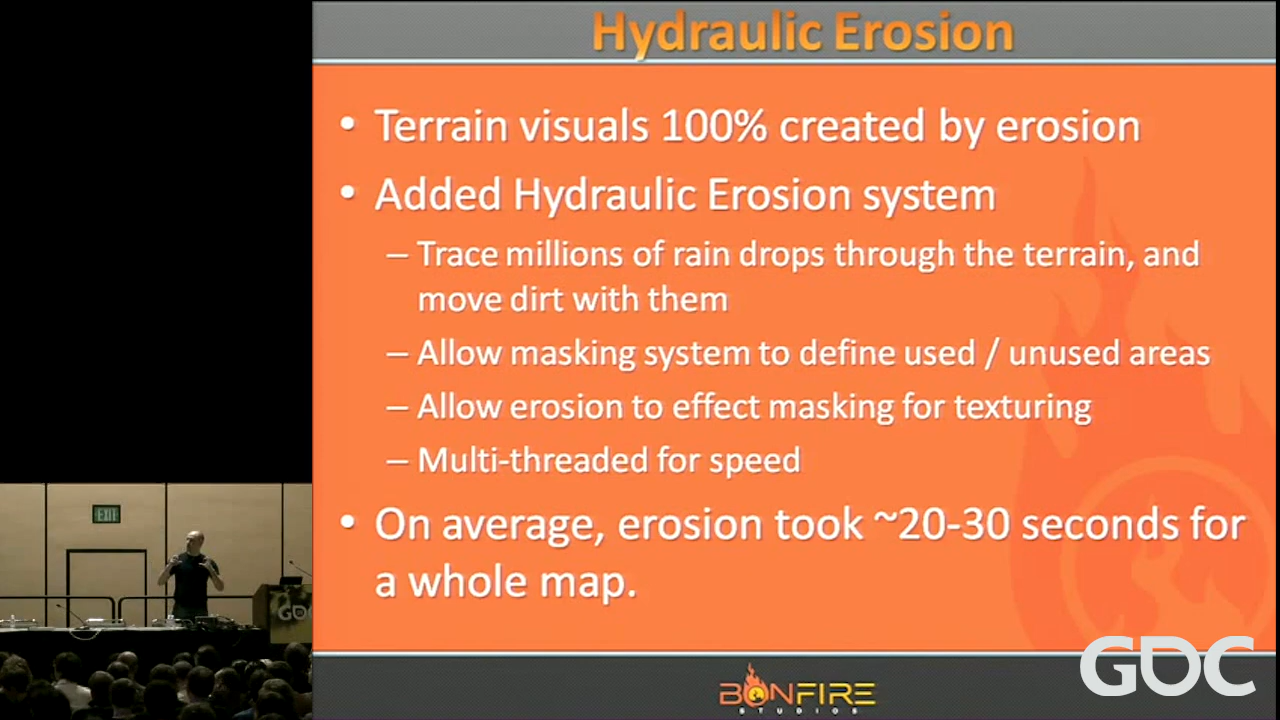 Hydraulic Erosion
• Terrain visuals 100% created by erosion
• Added Hydraulic Erosion system
– Trace millions of rain drops through the terrain, and
move dirt with them
– Allow masking system to define used / unused areas
– Allow erosion to effect masking for texturing
– Multi-threaded for speed
• On average, erosion took ~20-30 seconds for
a whole map.
EXIT
GDC
BONFIRE
STUDIOS
GDC